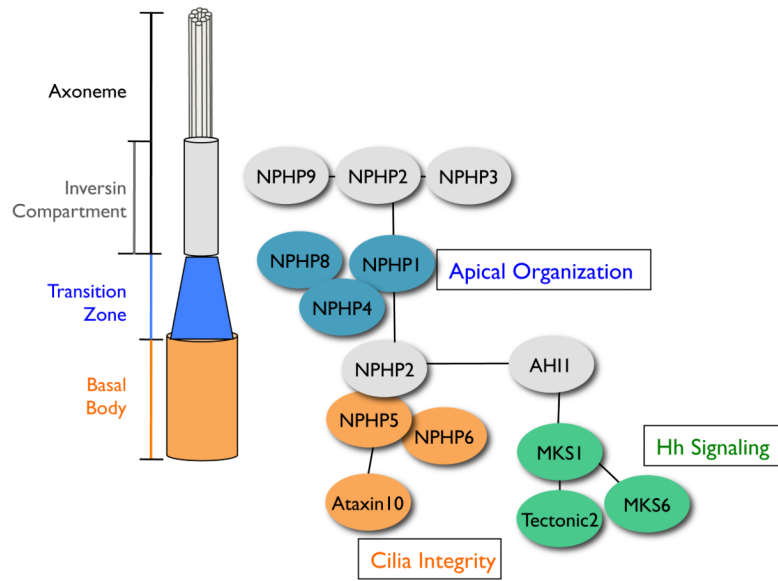 Axoneme
Inversin
Compartment
Transition
Zone
Basal
Body
NPHP9
NPHP2
NPHP3
NPHP8
NPHP1
NPHP4
Apical Organization
NPHP2
AHI1
NPHP5
NPHP6
MKS1
Hh Signaling
Ataxin10
Tectonic2
MKS6
Cilia Integrity